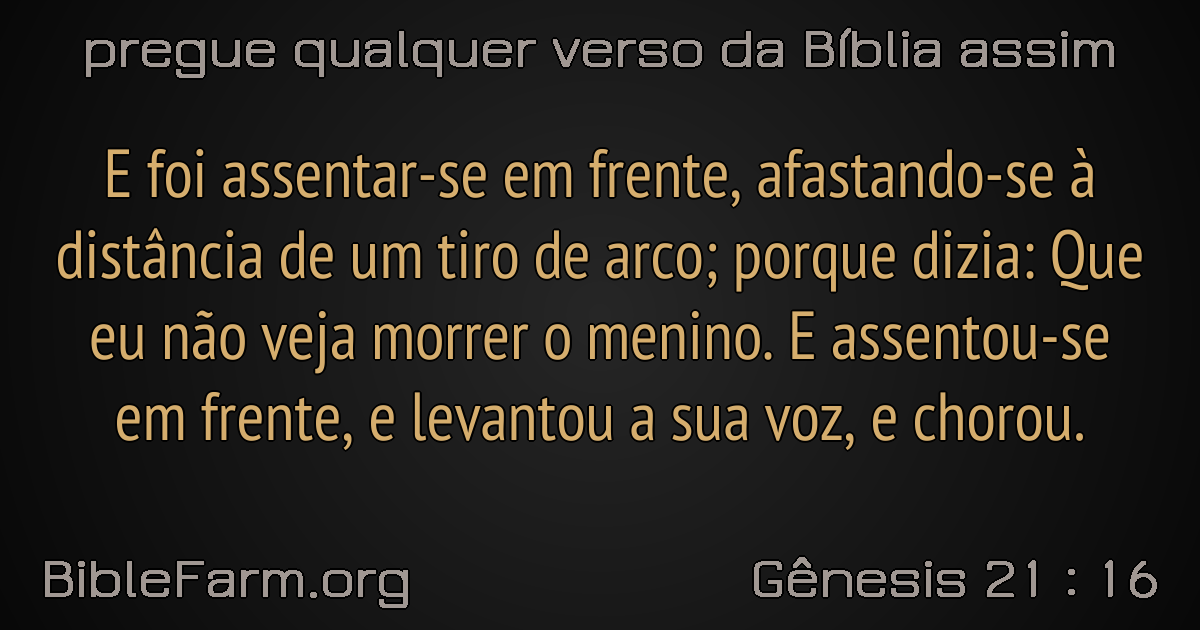 pregue qualquer verso da Bíblia assim
E foi assentar-se em frente, afastando-se à
distância de um tiro de arco; porque dizia: Que
eu não veja morrer o menino. E assentou-se
em frente, e levantou a sua voz, e chorou.
BibleFarm.org
Gênesis 21 : 16